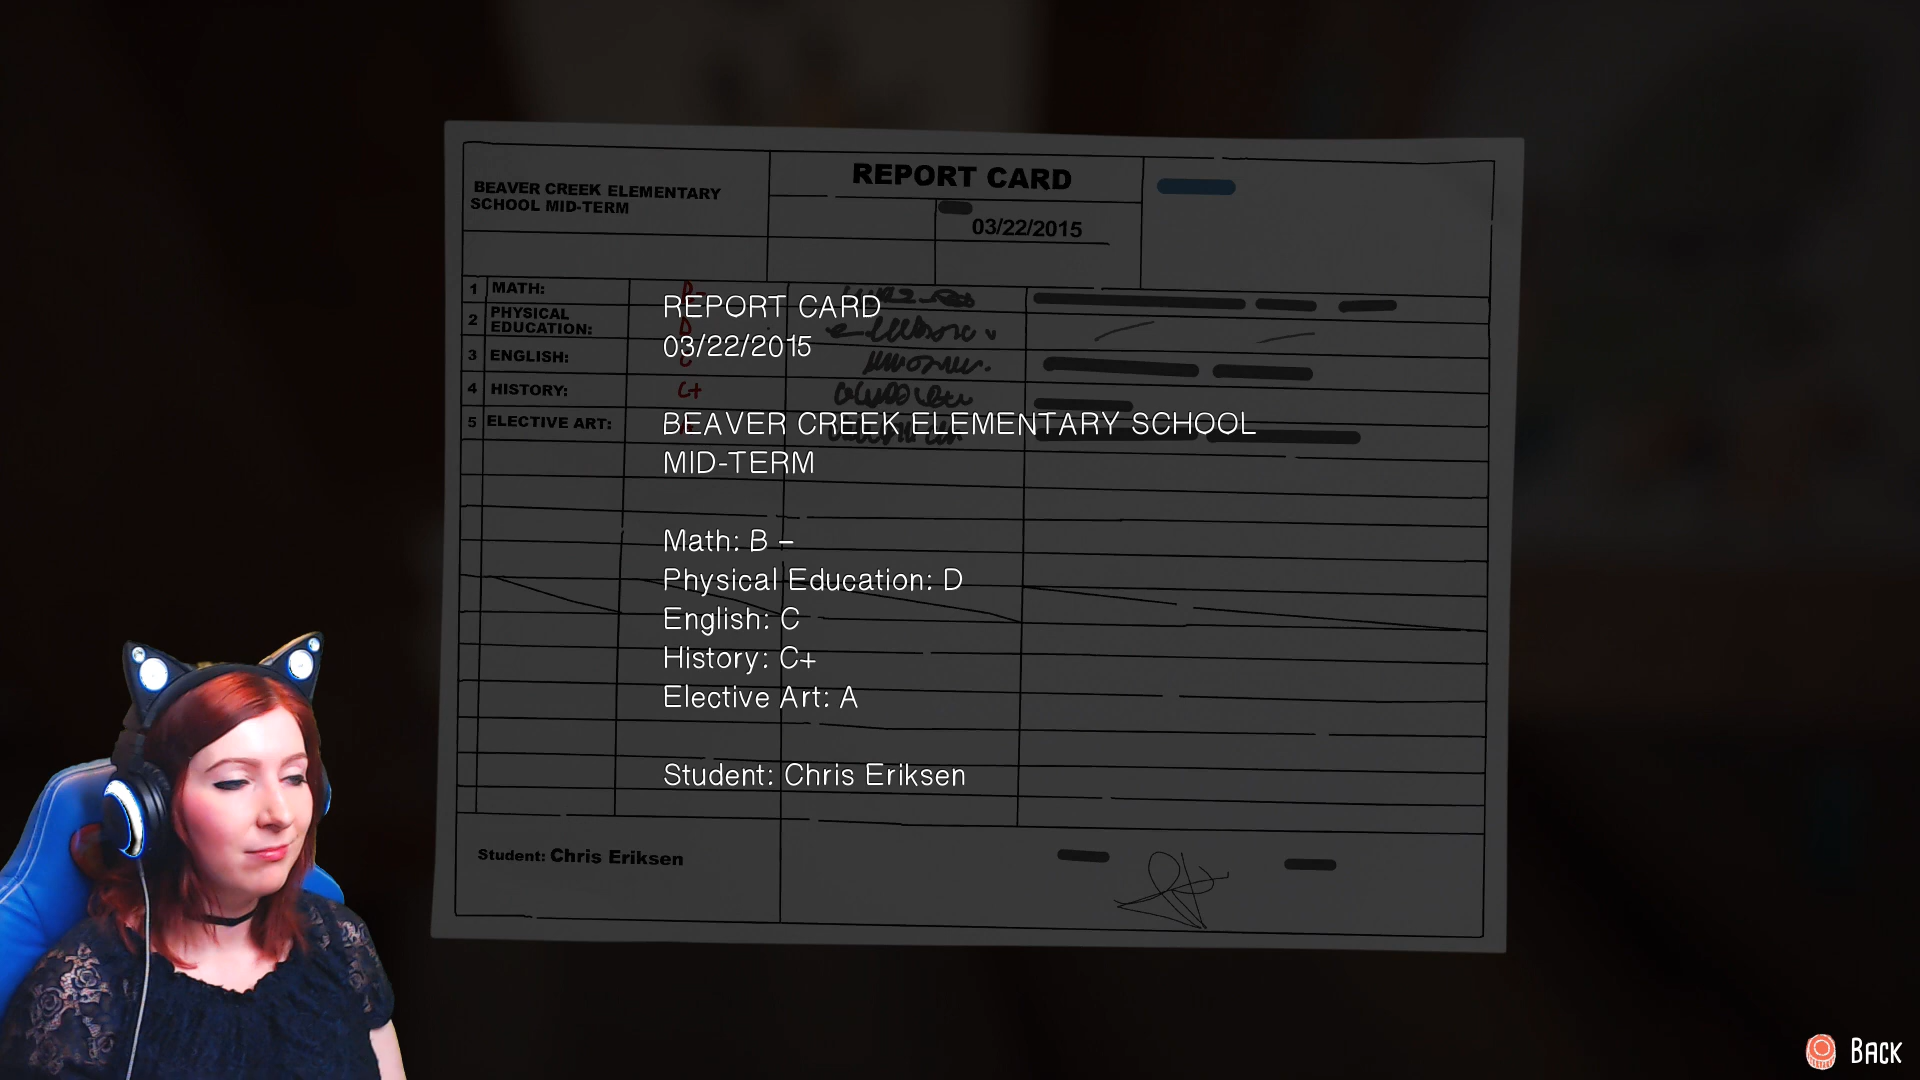 BEAVER CREEK ELEMENTARY
SCHOOL MID-TERM
REPORT CARD
03/22/2015
1 MATH:
2 PHYSICAL
EDUCATION:
3 ENGLISH:
4 HISTORY: C+
5 ELECTIVE ART:
REPORT CARD
03/22/2015
BEAVER CREEK ELEMENTARY SCHOOL
MID-TERM
Math: B –
Physical Education: D
English: C
History: C+
Elective Art: A
Student: Chris Eriksen
Student: Chris Eriksen
BACK